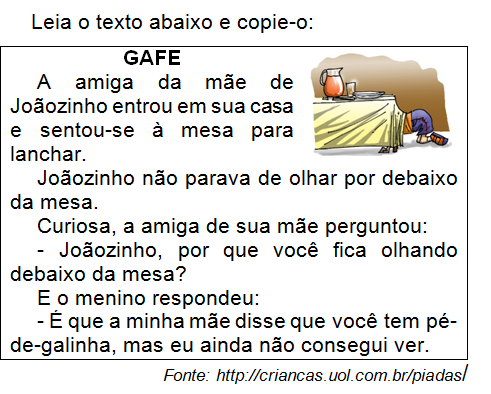 Leia o texto abaixo e copie-o:
GAFE
A amiga da mãe de
Joãozinho entrou em sua casa
e sentou-se à mesa para
lanchar.
Joãozinho não parava de olhar por debaixo
da mesa.
Curiosa, a amiga de sua mãe perguntou:
- Joãozinho, por que você fica olhando
debaixo da mesa?
E o menino respondeu:
- É que a minha mãe disse que você tem pé-
de-galinha, mas eu ainda não consegui ver.
Fonte: http://criancas.uol.com.br/piadas/